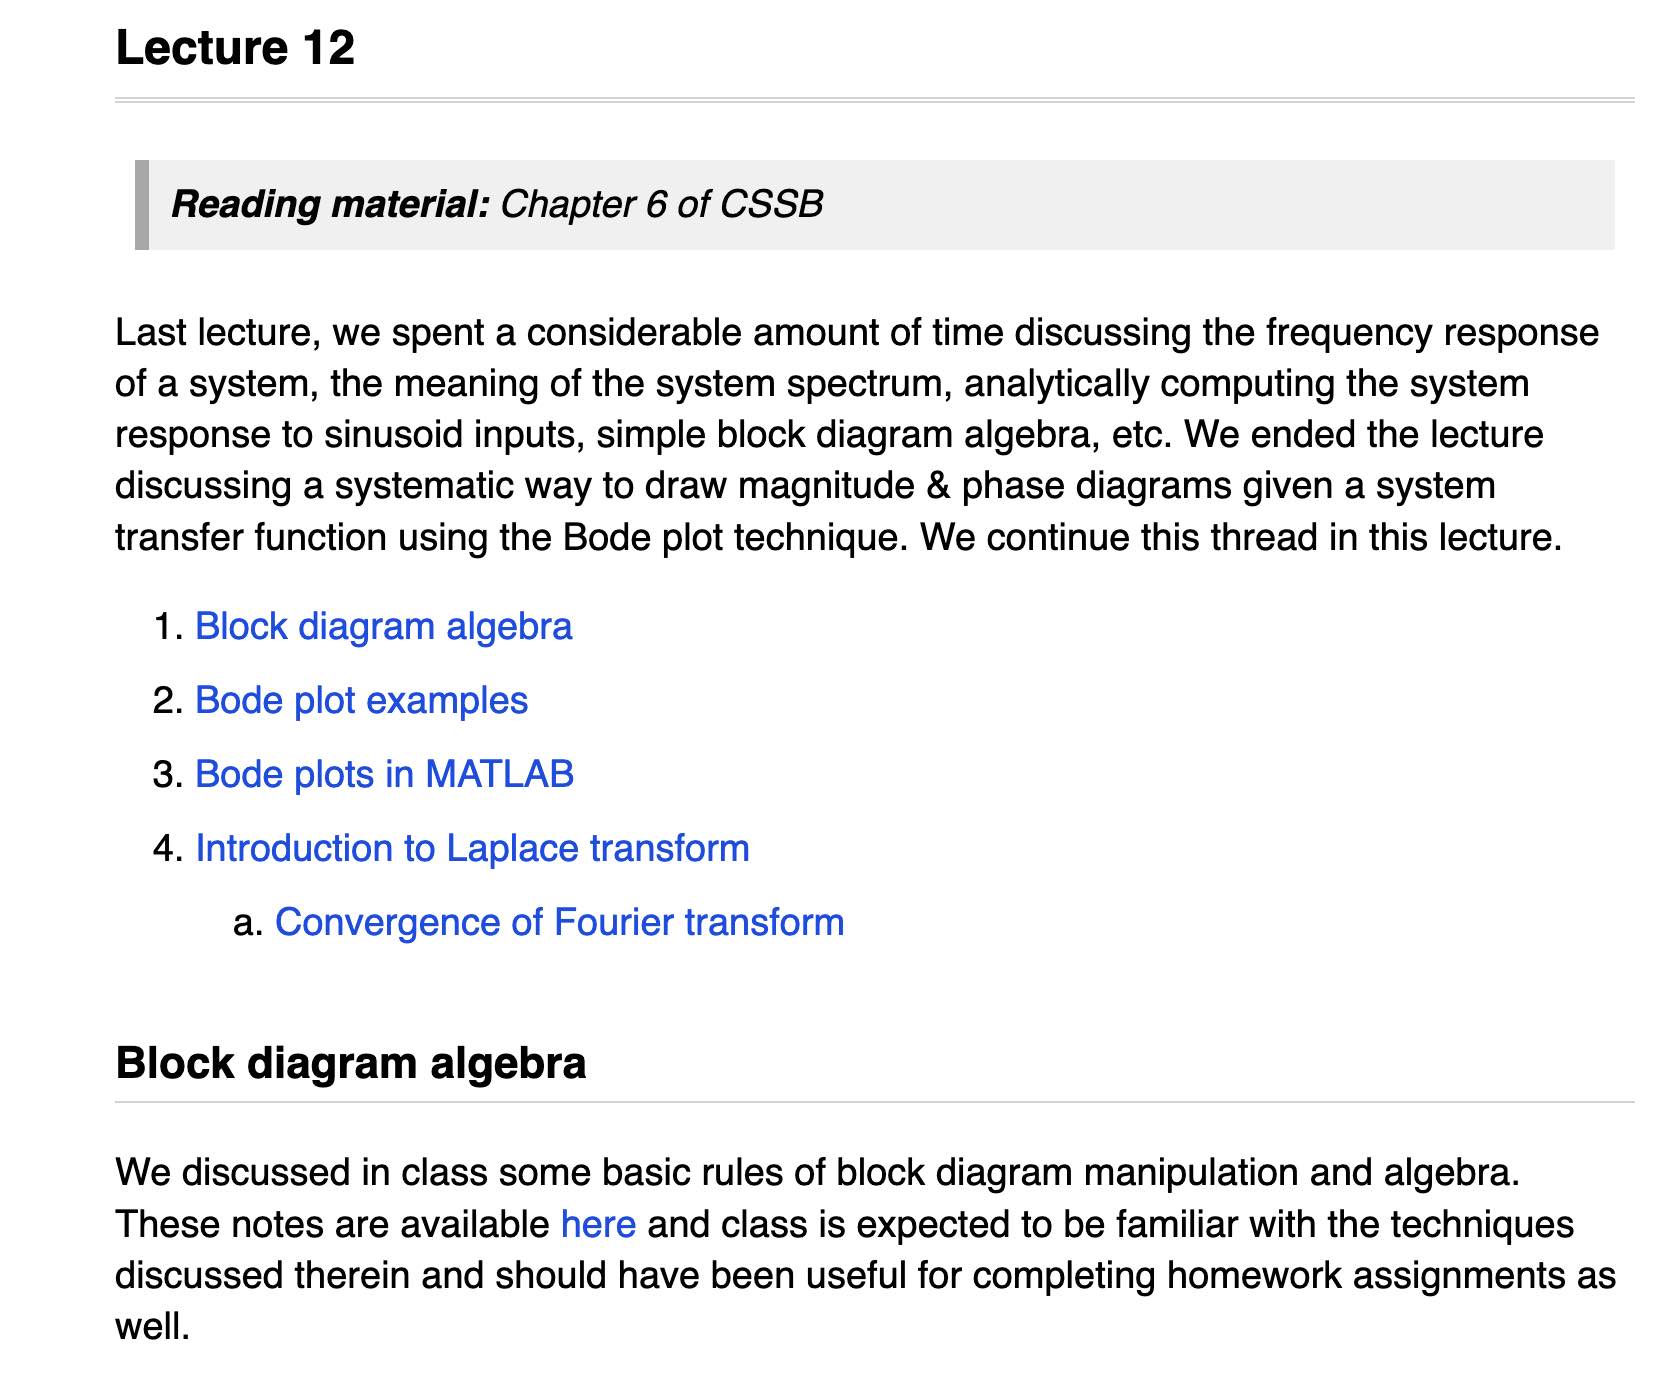 Lecture 12
Reading material: Chapter 6 of CSSB
Last lecture, we spent a considerable amount of time discussing the frequency response
of a system, the meaning of the system spectrum, analytically computing the system
response to sinusoid inputs, simple block diagram algebra, etc. We ended the lecture
discussing a systematic way to draw magnitude & phase diagrams given a system
transfer function using the Bode plot technique. We continue this thread in this lecture.
1. Block diagram algebra
2. Bode plot examples
3. Bode plots in MATLAB
4. Introduction to Laplace transform
a. Convergence of Fourier transform
Block diagram algebra
We discussed in class some basic rules of block diagram manipulation and algebra.
These notes are available here and class is expected to be familiar with the techniques
discussed therein and should have been useful for completing homework assignments as
well.